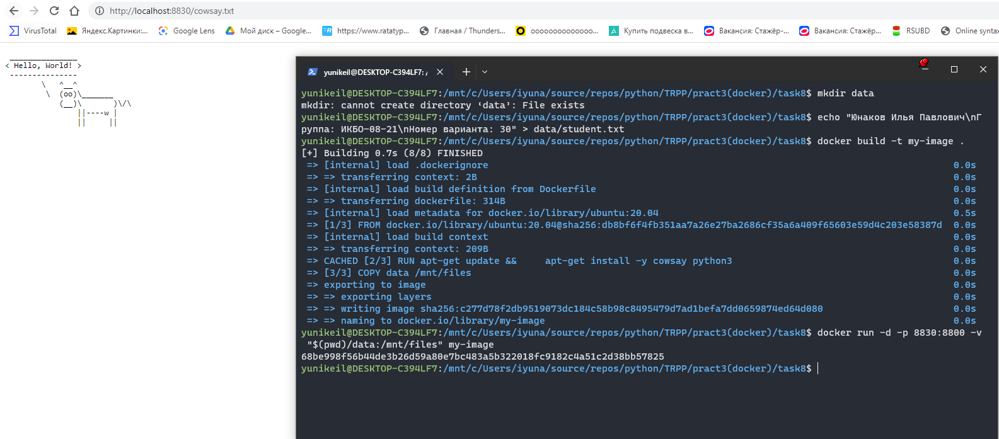 http://localhost:8830/cowsay.txt
VirusTotal
Яндекс.Картинки:...
Google Lens
Мой диск – Google...
https://www.ratatyp...
Главная / Thunders...
oooooooooooooo...
Купить подвеска в...
Вакансия: Стажёр-...
Вакансия: Стажёр...
RSUBD
Online syntax
 _______________
< Hello, World! >
 ---------------
        \   ^__^
         \  (oo)\_______
            (__)\       )\/\
                ||----w |
                ||     ||
yunikeil@DESKTOP-C394LF7: /
yunikeil@DESKTOP-C394LF7:/mnt/c/Users/iyuna/source/repos/python/TRPP/pract3(docker)/task8$ mkdir data
mkdir: cannot create directory ‘data’: File exists
yunikeil@DESKTOP-C394LF7:/mnt/c/Users/iyuna/source/repos/python/TRPP/pract3(docker)/task8$ echo "Юнаков Илья Павлович\nГ
руппа: ИКБО-08-21\nНомер варианта: 30" > data/student.txt
yunikeil@DESKTOP-C394LF7:/mnt/c/Users/iyuna/source/repos/python/TRPP/pract3(docker)/task8$ docker build -t my-image .
[+] Building 0.7s (8/8) FINISHED
=> [internal] load .dockerignore 0.0s
=> => transferring context: 2B 0.0s
=> [internal] load build definition from Dockerfile 0.0s
=> => transferring dockerfile: 314B 0.0s
=> [internal] load metadata for docker.io/library/ubuntu:20.04 0.5s
=> [1/3] FROM docker.io/library/ubuntu:20.04@sha256:db8bf6f4fb351aa7a26e27ba2686cf35a6a409f65603e59d4c203e58387d 0.0s
=> [internal] load build context 0.0s
=> => transferring context: 209B 0.0s
=> CACHED [2/3] RUN apt-get update &&     apt-get install -y cowsay python3 0.0s
=> [3/3] COPY data /mnt/files 0.0s
=> exporting to image 0.0s
=> => exporting layers 0.0s
=> => writing image sha256:c277d78f2db9519073dc184c58b98c8495479d7ad1befa7dd0659874ed64d080 0.0s
=> => naming to docker.io/library/my-image 0.0s
yunikeil@DESKTOP-C394LF7:/mnt/c/Users/iyuna/source/repos/python/TRPP/pract3(docker)/task8$ docker run -d -p 8830:8800 -v
"$(pwd)/data:/mnt/files" my-image
68be998f56b44de3b26d59a80e7bc483a5b322018fc9182c4a51c2d38bb57825
yunikeil@DESKTOP-C394LF7:/mnt/c/Users/iyuna/source/repos/python/TRPP/pract3(docker)/task8$